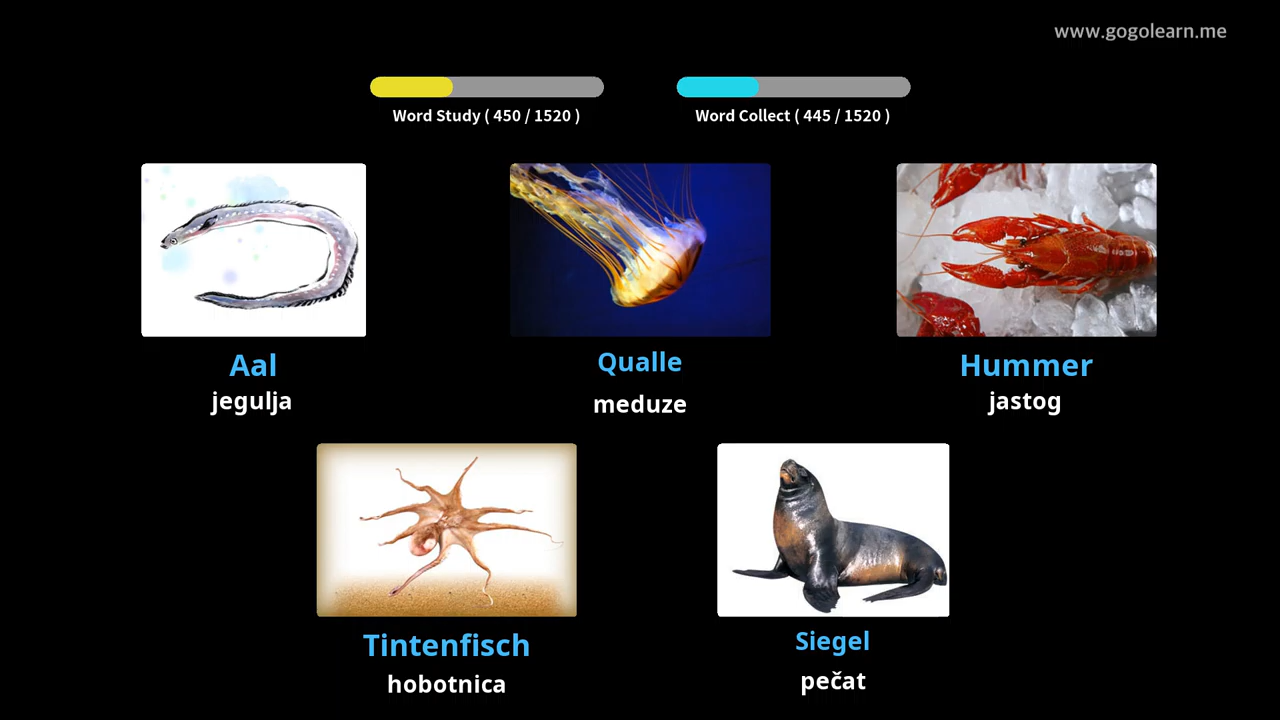 www.gogolearn.me
Word Study ( 450 / 1520 )
Word Collect ( 445 / 1520 )
Aal
jegulja
Qualle
meduze
Hummer
jastog
Tintenfisch
hobotnica
Siegel
pečat